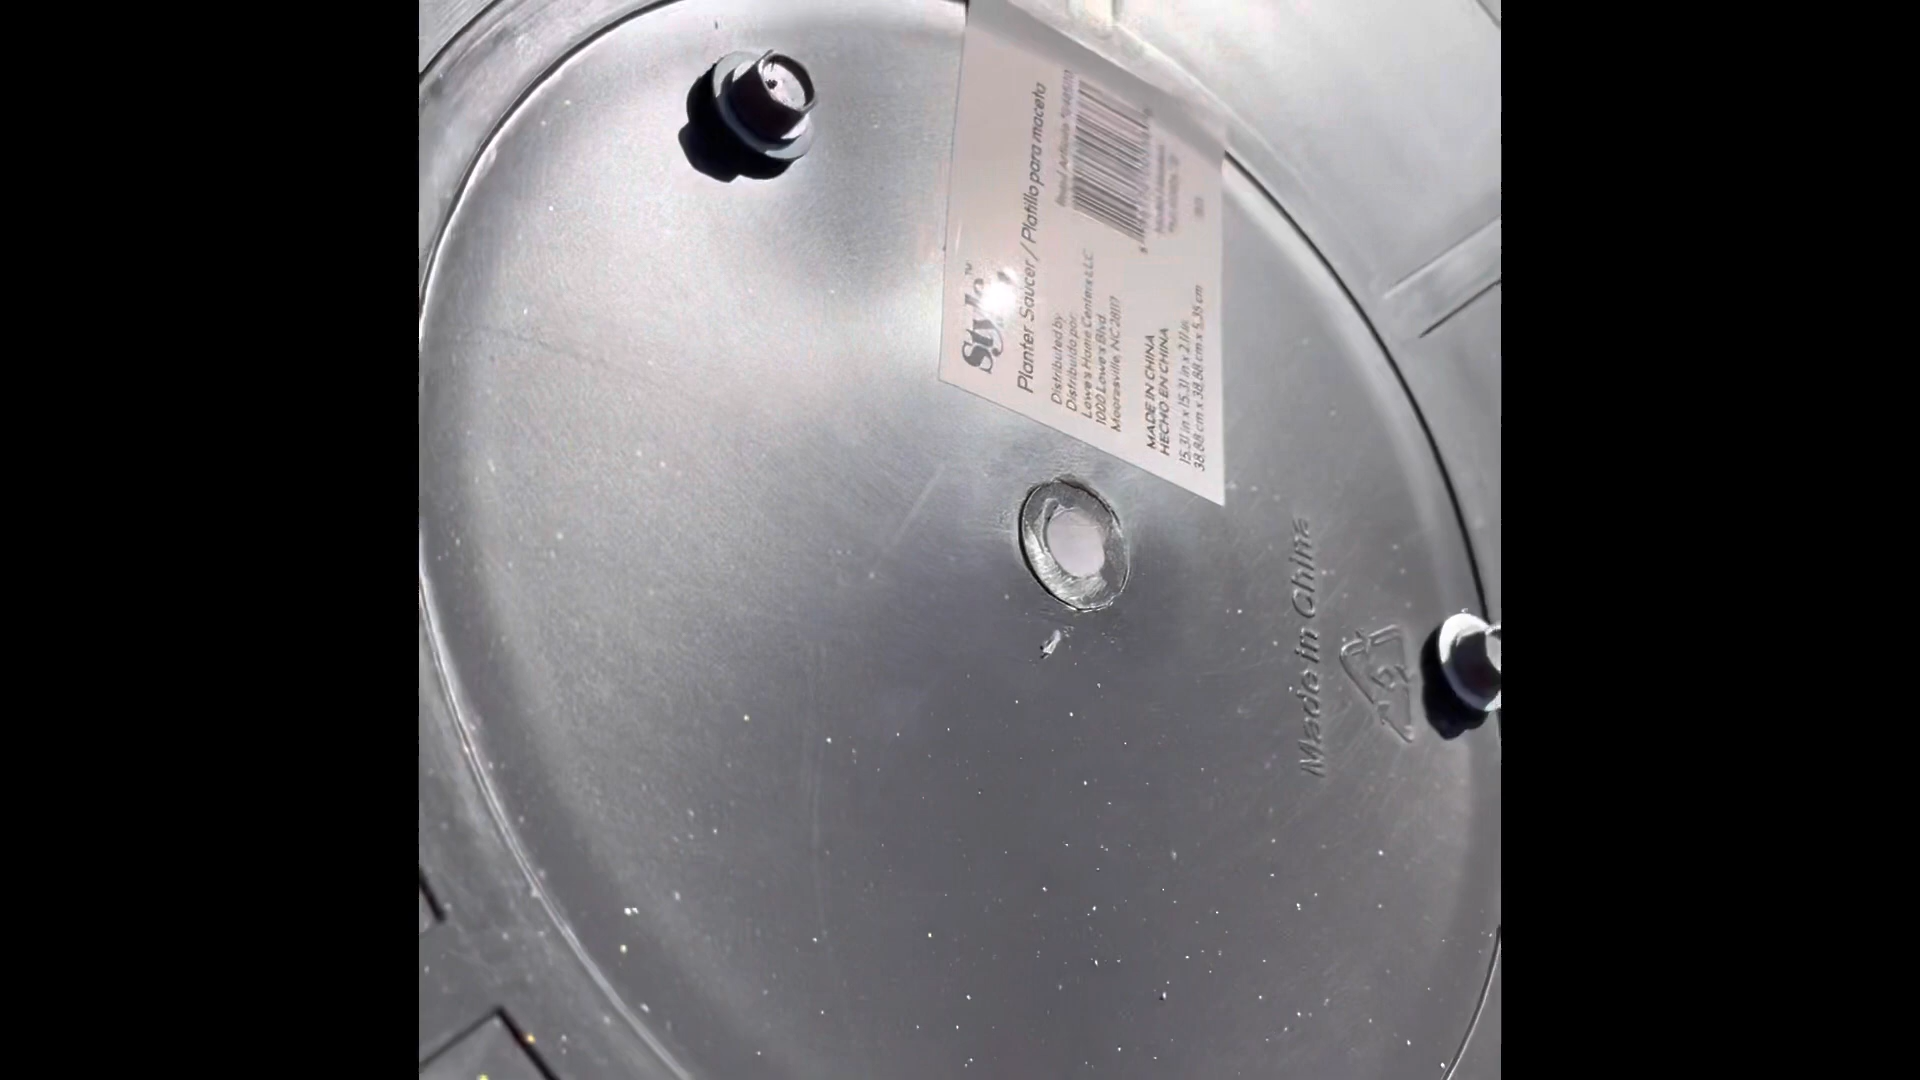 Style
Planter Saucer / Platillo para maceta
Distributed by
Distribuido por:
Lowe's Home Centers, LLC
1000 Lowe's Blvd.
Mooresville, NC 28117
MADE IN CHINA
HECHO EN CHINA
15.31 in x 15.31 in x 2.11 in
38.88 cm x 38.88 cm x 5.35 cm
Made in China